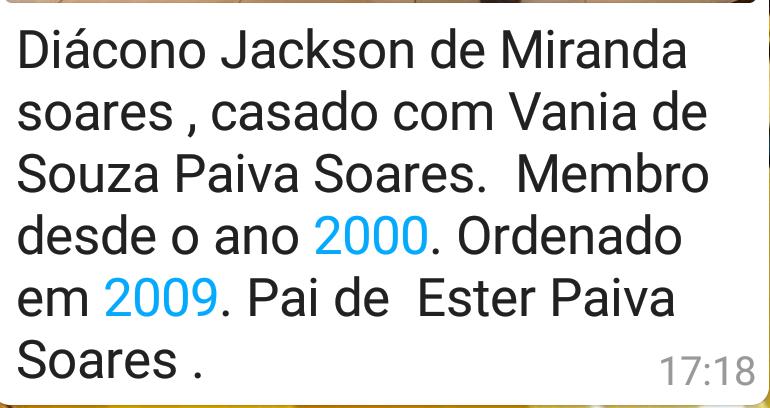 Diácono Jackson de Miranda
soares , casado com Vania de
Souza Paiva Soares.  Membro
desde o ano 2000. Ordenado
em 2009. Pai de  Ester Paiva
Soares .
17:18